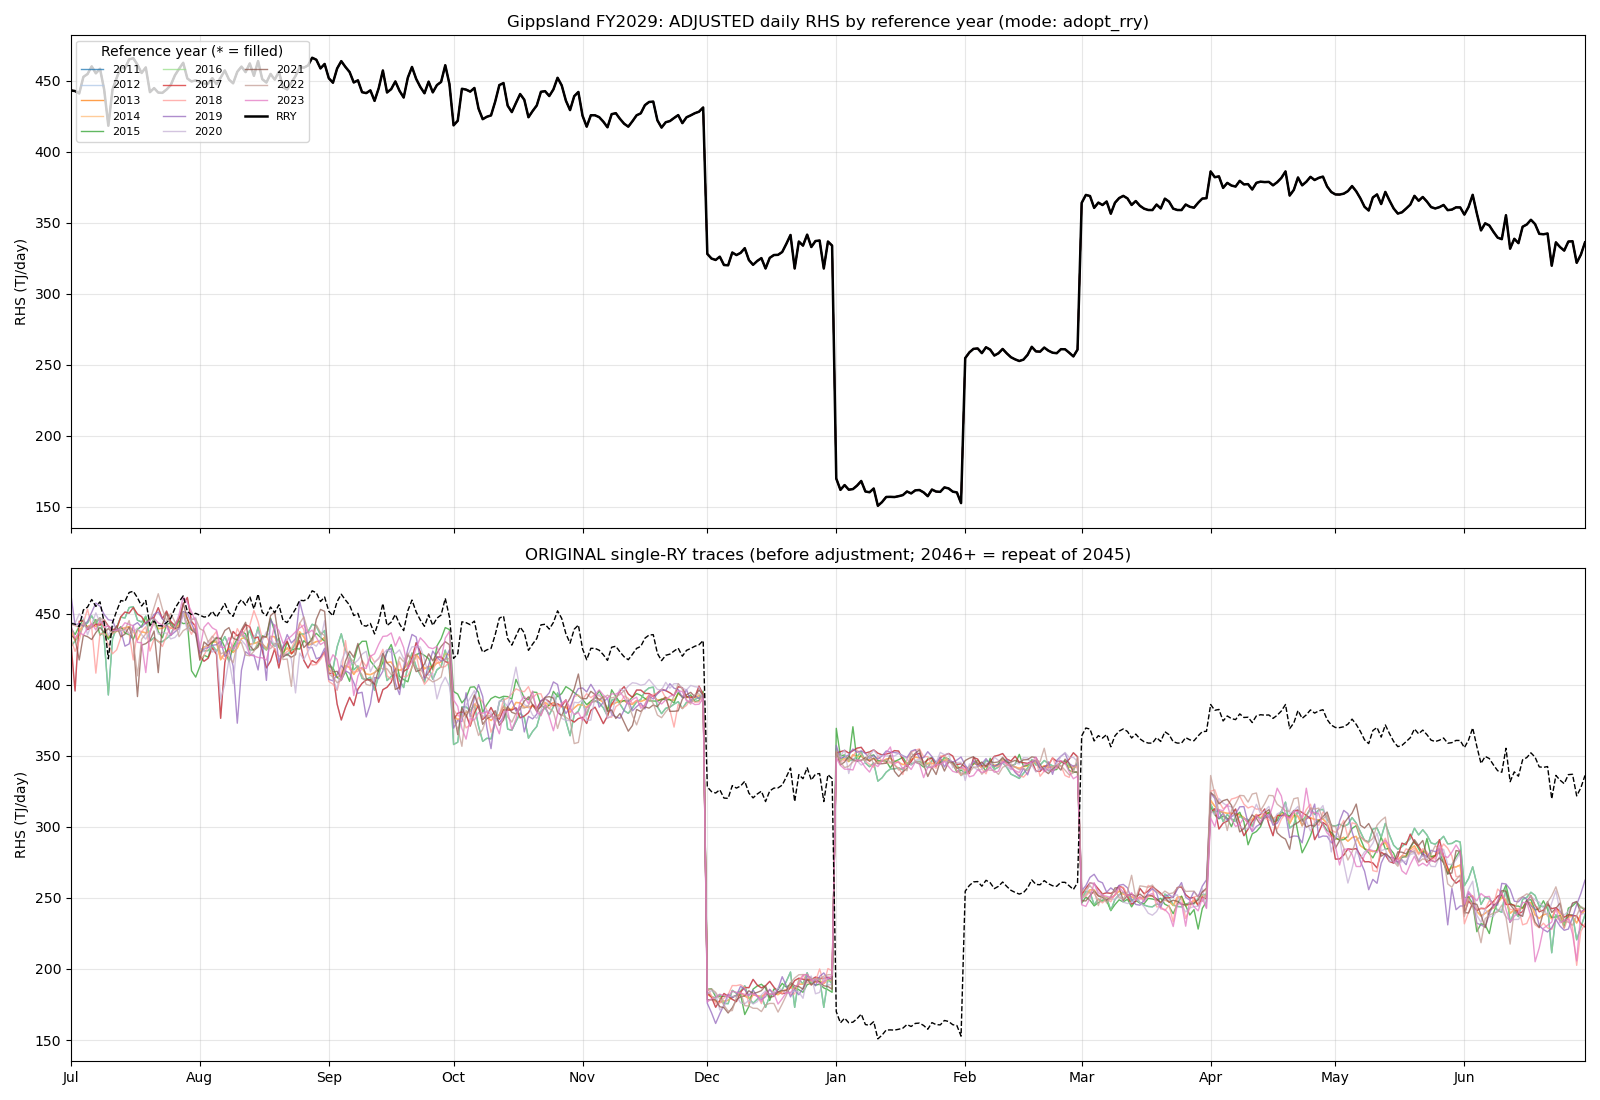 Gippsland FY2029: ADJUSTED daily RHS by reference year (mode: adopt_rry)
Reference year (* = filled)
2011 2016 2021
2012 2017 2022
2013 2018 2023
2014 2019 RRY
2015 2020
RHS (TJ/day)
450
400
350
300
250
200
150
ORIGINAL single-RY traces (before adjustment; 2046+ = repeat of 2045)
RHS (TJ/day)
450
400
350
300
250
200
150
Jul Aug Sep Oct Nov Dec Jan Feb Mar Apr May Jun